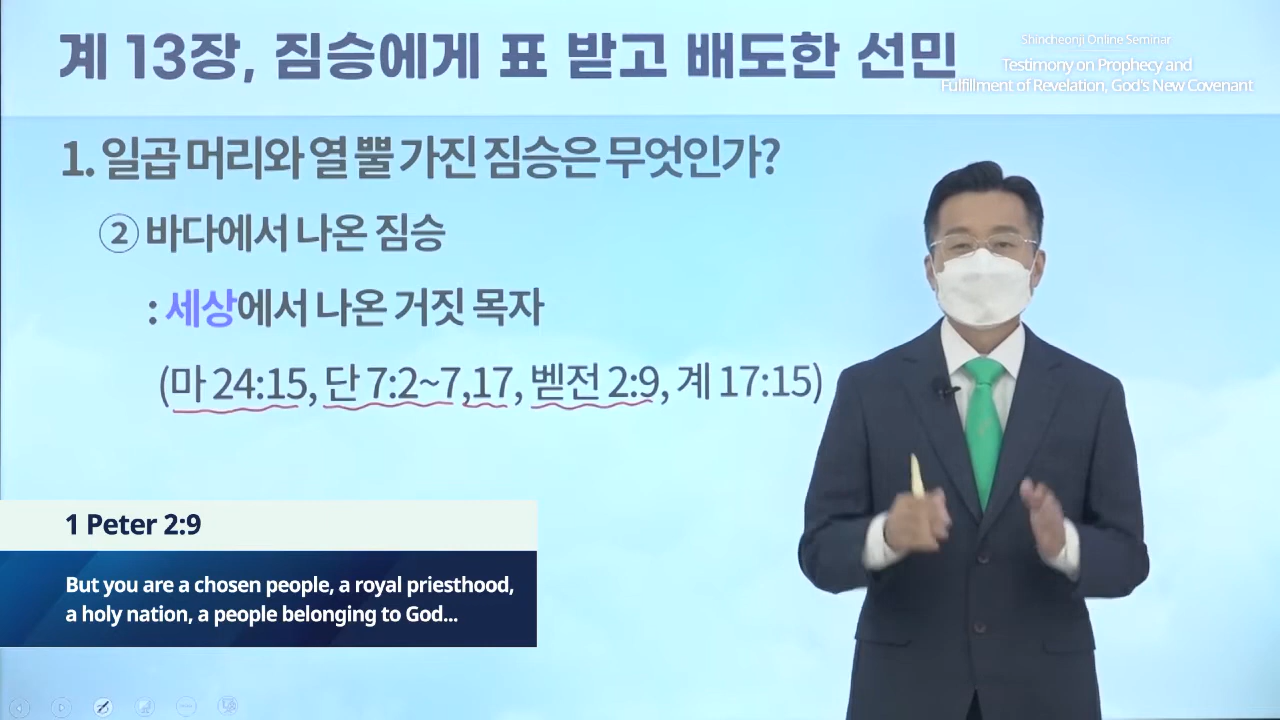 계 13장, 짐승에게 표 받고 배도한 선민
Shincheonji Online Seminar
Testimony on Prophecy and
Fulfillment of Revelation, God's New Covenant
1. 일곱 머리와 열 뿔 가진 짐승은 무엇인가?
② 바다에서 나온 짐승
: 세상에서 나온 거짓 목자
(마 24:15, 단 7:2~7,17, 벧전 2:9, 계 17:15)
1 Peter 2:9
But you are a chosen people, a royal priesthood,
a holy nation, a people belonging to God...